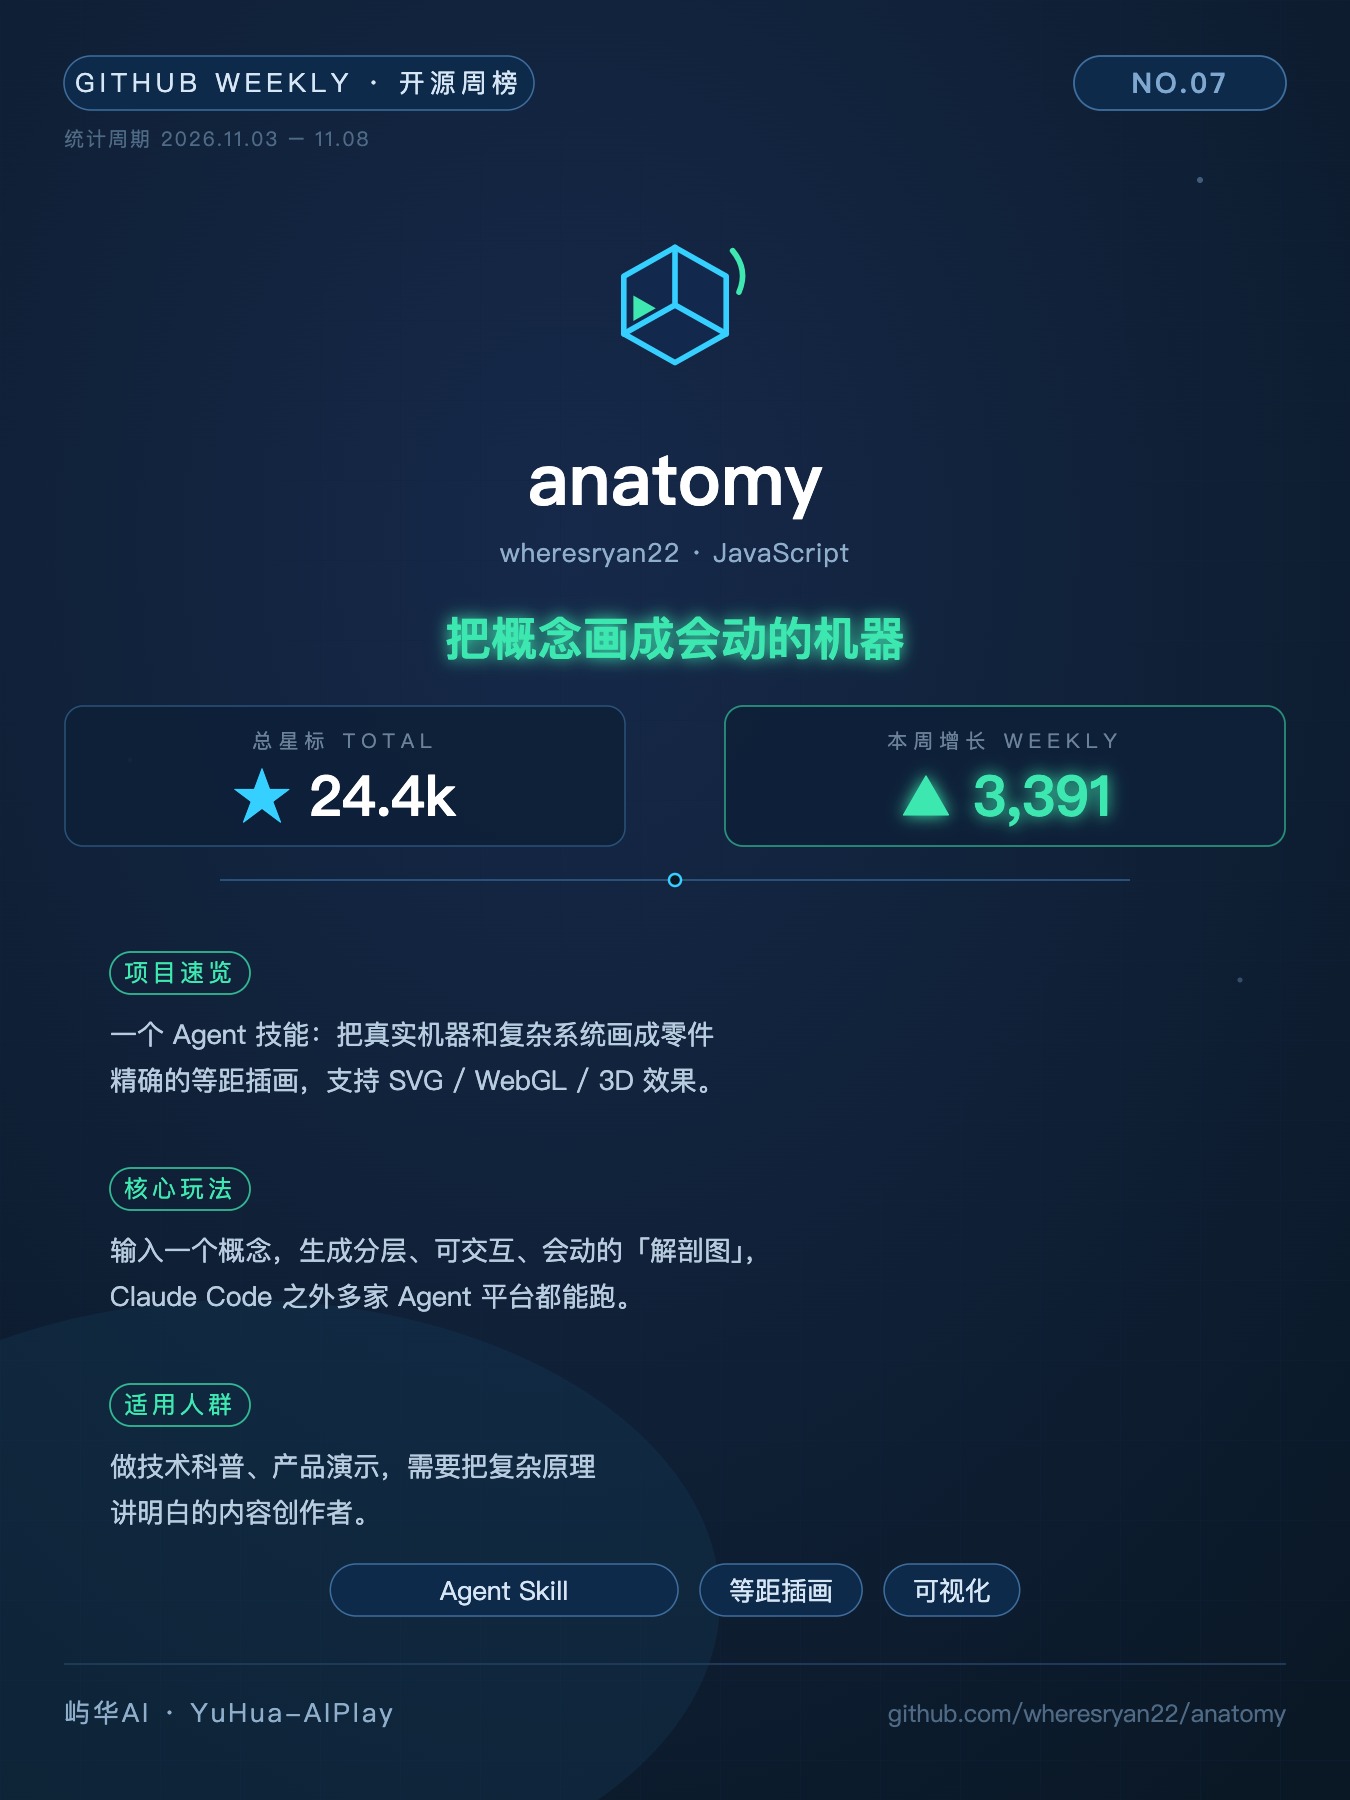 GITHUB WEEKLY · 开源周榜
NO.07
统计周期 2026.11.03 — 11.08
anatomy
wheresryan22 · JavaScript
把概念画成会动的机器
总星标 TOTAL
24.4k
本周增长 WEEKLY
3,391
项目速览
一个 Agent 技能：把真实机器和复杂系统画成零件
精确的等距插画，支持 SVG / WebGL / 3D 效果。
核心玩法
输入一个概念，生成分层、可交互、会动的「解剖图」，
Claude Code 之外多家 Agent 平台都能跑。
适用人群
做技术科普、产品演示，需要把复杂原理
讲明白的内容创作者。
Agent Skill
等距插画
可视化
屿华AI · YuHua-AIPlay
github.com/wheresryan22/anatomy